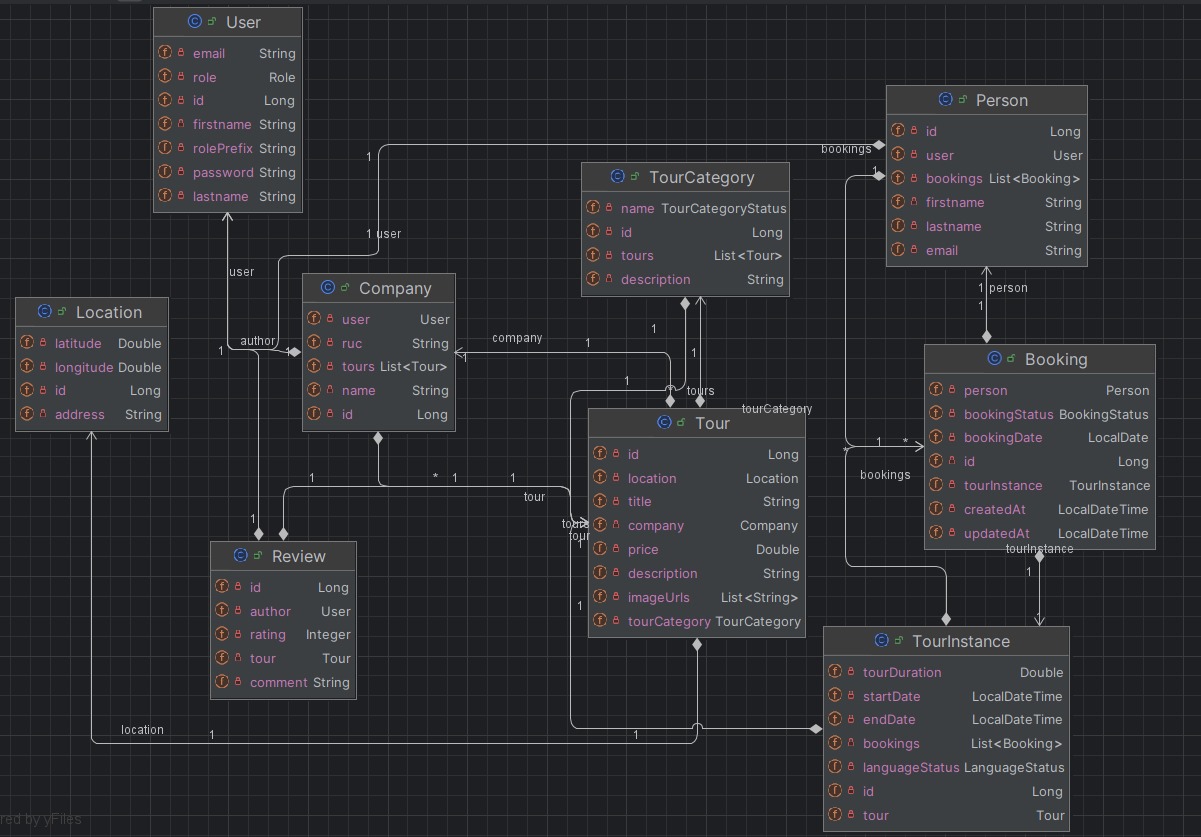 User
email String
role Role
id Long
firstname String
rolePrefix String
password String
lastname String
Person
id Long
user User
bookings List<Booking>
firstname String
lastname String
email String
bookings
1
1
TourCategory
name TourCategoryStatus
id Long
tours List<Tour>
description String
1 user
user
1 person
1
Company
user User
ruc String
tours List<Tour>
name String
id Long
Location
latitude Double
longitude Double
id Long
address String
1
author
1
company
1
1
1
1
1
tours
tourCategory
Booking
person Person
bookingStatus BookingStatus
bookingDate LocalDate
id Long
tourInstance TourInstance
createdAt LocalDateTime
updatedAt LocalDateTime
1 *
*
bookings
Tour
id Long
location Location
title String
company Company
price Double
description String
imageUrls List<String>
tourCategory TourCategory
1
* 1
1
tour
1
tours
tour
1
1
Review
id Long
author User
rating Integer
tour Tour
comment String
tourInstance
1
1
TourInstance
tourDuration Double
startDate LocalDateTime
endDate LocalDateTime
bookings List<Booking>
languageStatus LanguageStatus
id Long
tour Tour
location
1
1
red by yFiles